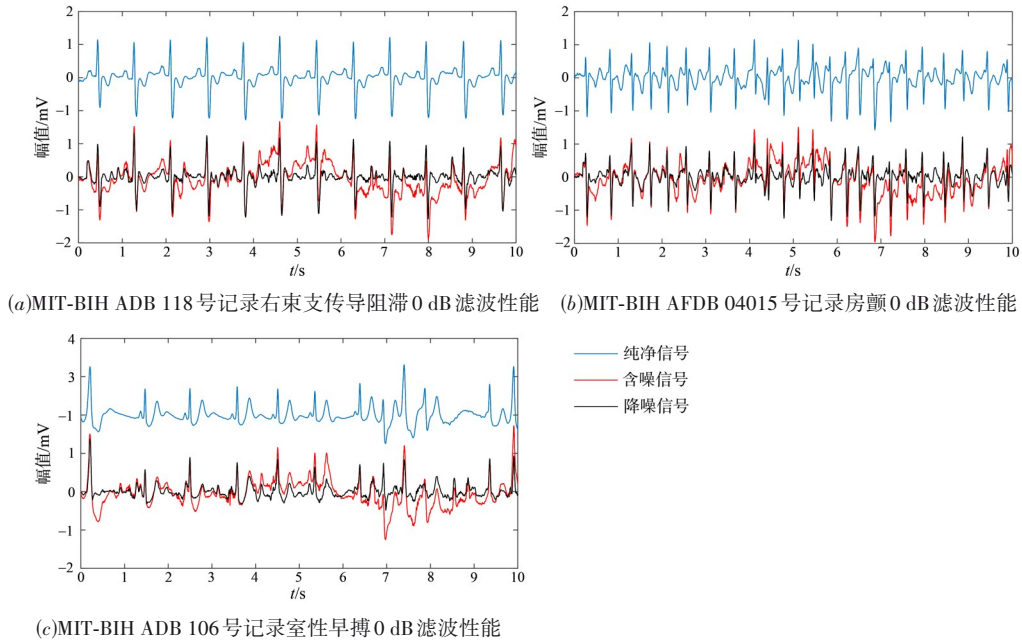 2
1
0
-1
1
0
-1
-2
幅值/mV
0 1 2 3 4 5 6 7 8 9 10
t/s
(a)MIT-BIH ADB 118号记录右束支传导阻滞0 dB滤波性能
2
1
0
-1
1
0
-1
-2
幅值/mV
0 1 2 3 4 5 6 7 8 9 10
t/s
(b)MIT-BIH AFDB 04015号记录房颤0 dB滤波性能
4
3
-1
1
0
-1
-2
幅值/mV
0 1 2 3 4 5 6 7 8 9 10
t/s
(c)MIT-BIH ADB 106号记录室性早搏0 dB滤波性能
纯净信号
含噪信号
降噪信号